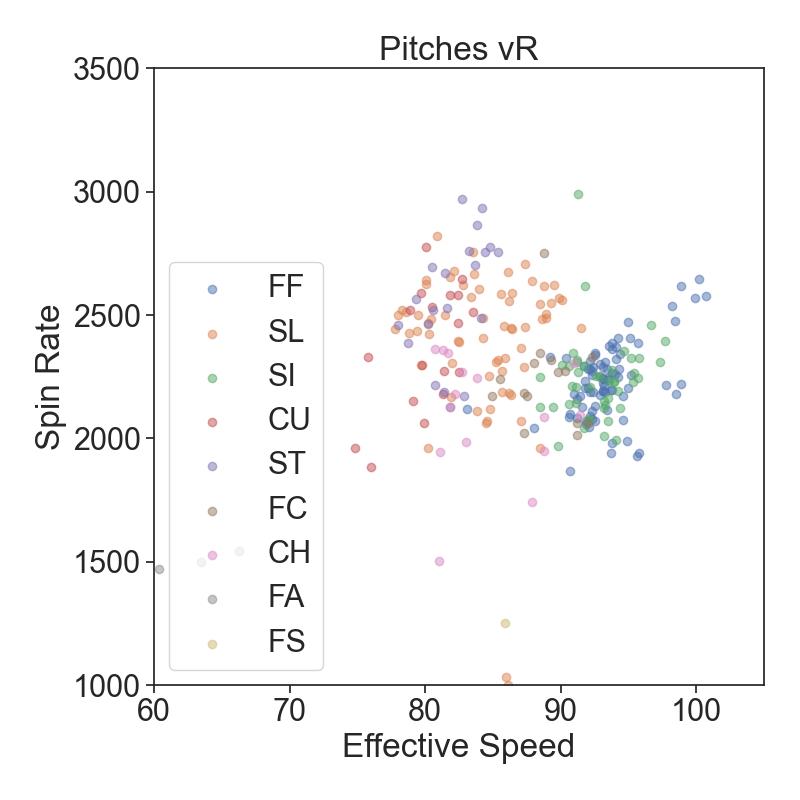 Pitches vR
3500
3000
2500
2000
1500
1000
Spin Rate
FF
SL
SI
CU
ST
FC
CH
FA
FS
60 70 80 90 100
Effective Speed